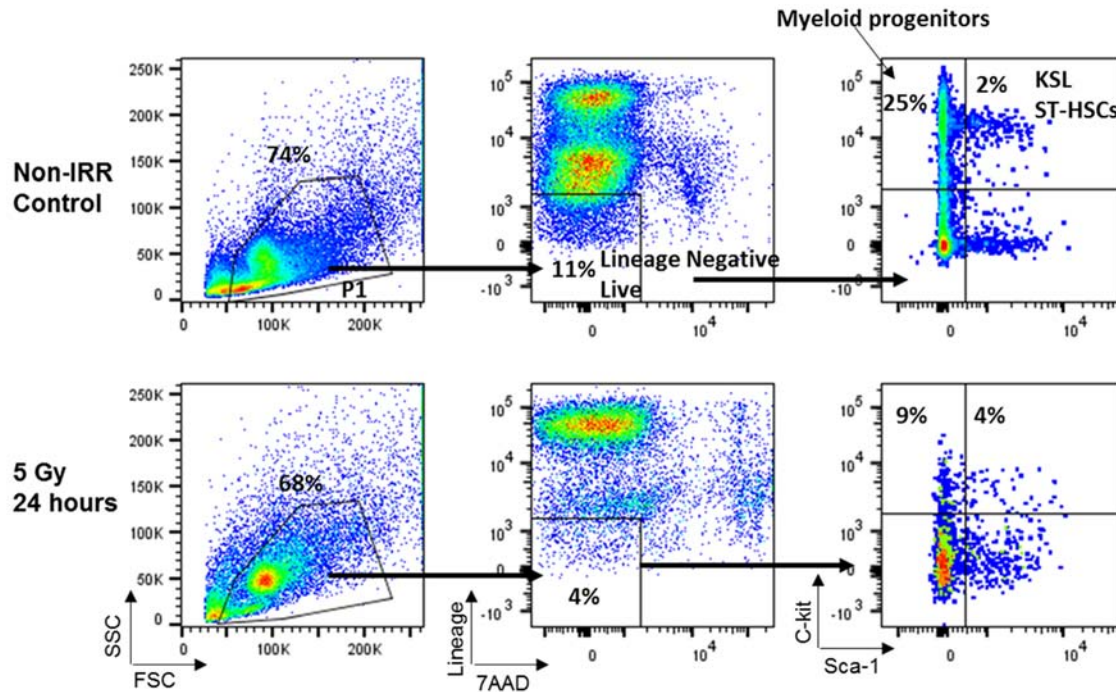 Myeloid progenitors
Non-IRR
Control
250K
200K
150K
100K
50K
0
0
100K
200K
74%
P1
10^5
10^4
10^3
0
-10^3
0
10^4
11%
Lineage Negative
Live
10^5
10^4
10^3
0
-10^3
0
10^4
25%
2%
KSL
ST-HSCs
5 Gy
24 hours
250K
200K
150K
100K
50K
0
0
100K
200K
68%
SSC
FSC
10^5
10^4
10^3
0
-10^3
0
10^4
4%
Lineage
7AAD
10^5
10^4
10^3
0
-10^3
0
10^4
9%
4%
C-kit
Sca-1